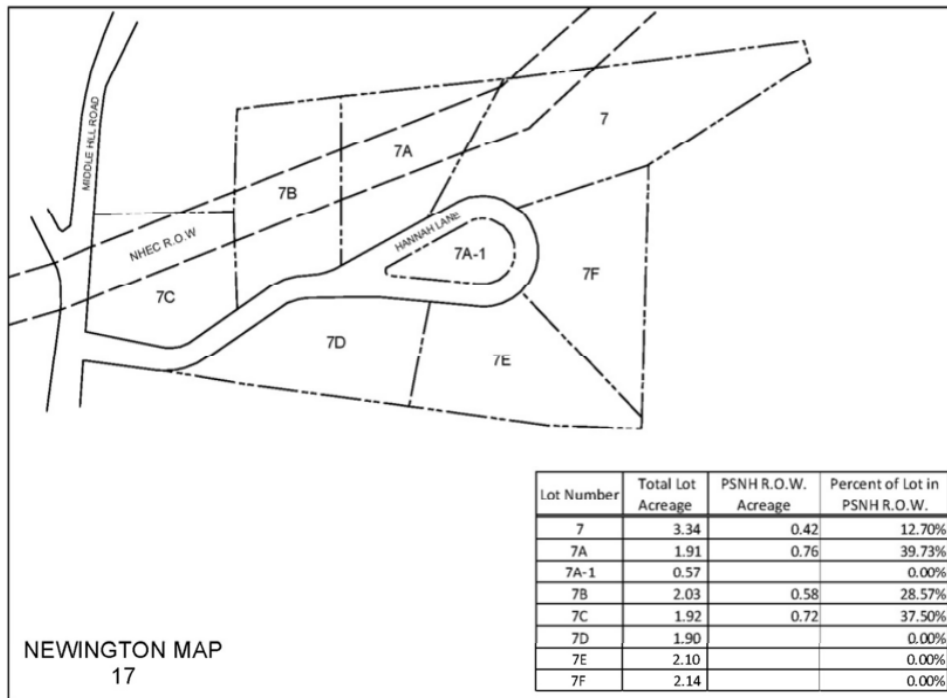 MIDDLE HILL ROAD
7
7A
7B
NHEC R.O.W
HANNAH LANE
7A-1
7F
7C
7D
7E
Lot Number Total Lot Acreage PSNH R.O.W. Acreage Percent of Lot in PSNH R.O.W.
7 3.34 0.42 12.70%
7A 1.91 0.76 39.73%
7A-1 0.57 0.00%
7B 2.03 0.58 28.57%
7C 1.92 0.72 37.50%
7D 1.90 0.00%
7E 2.10 0.00%
7F 2.14 0.00%
NEWINGTON MAP
17